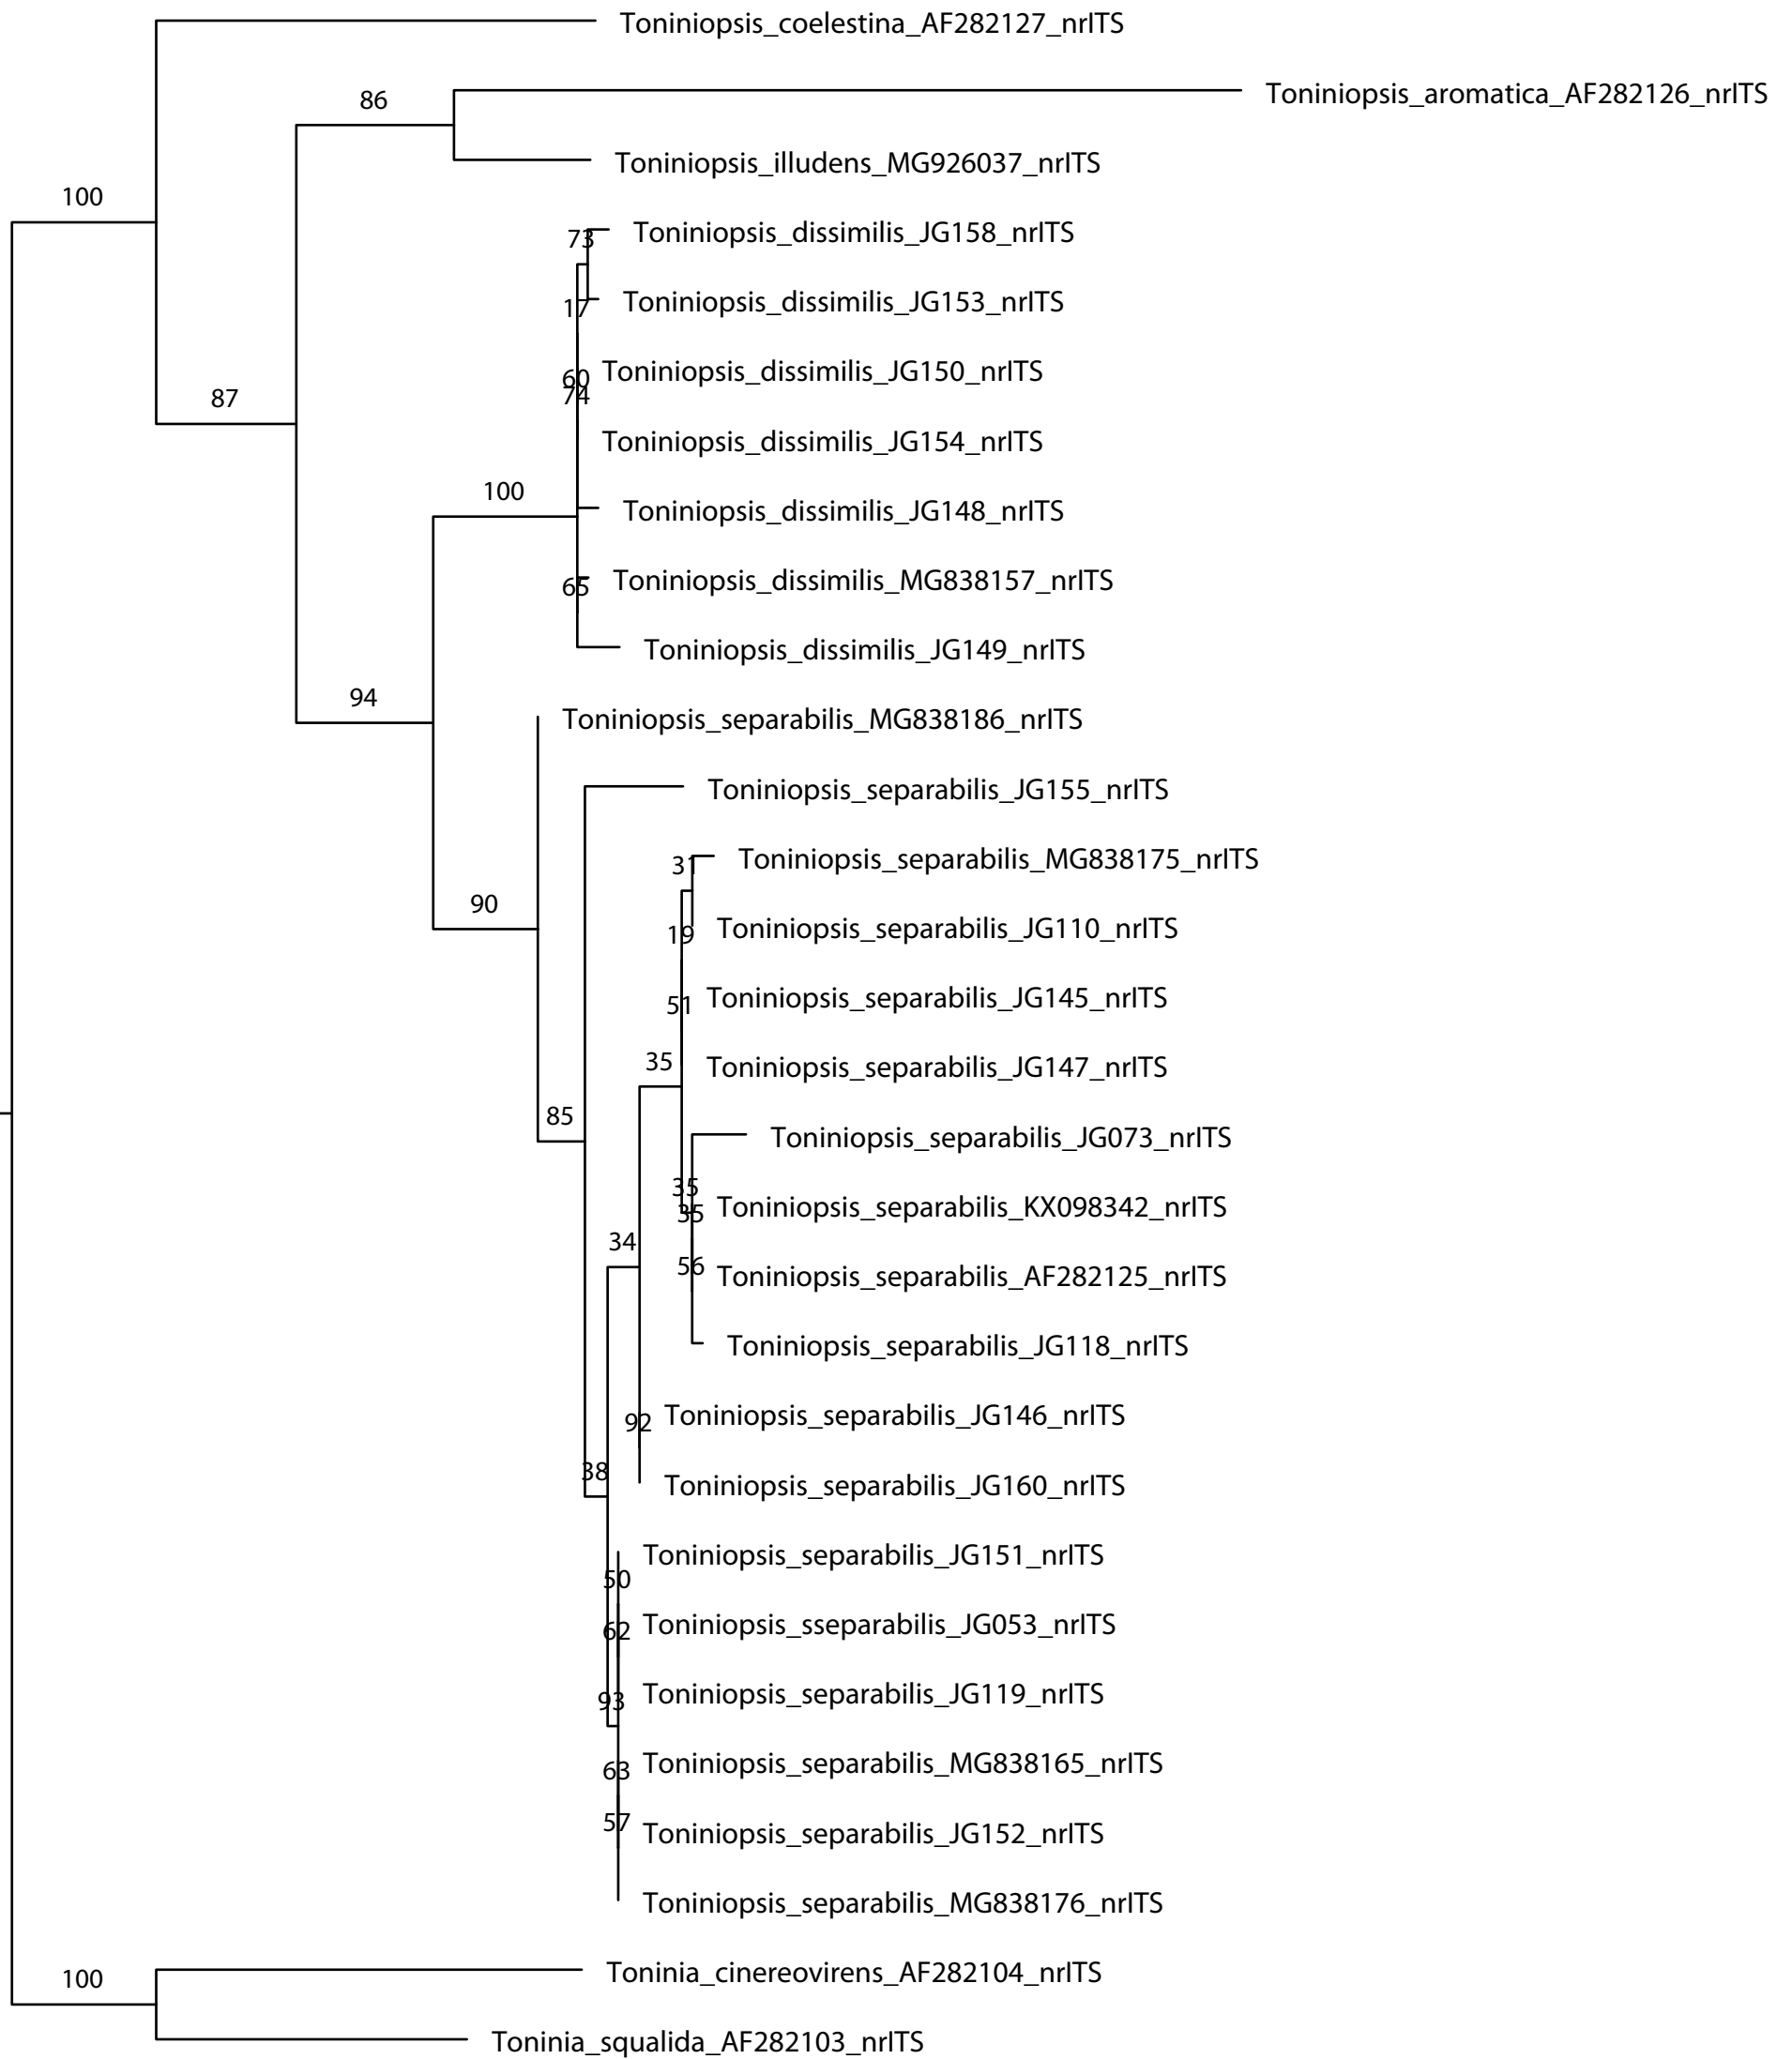 Toniniopsis_coelestina_AF282127_nrITS
Toniniopsis_aromatica_AF282126_nrITS
86
Toniniopsis_illudens_MG926037_nrITS
100
Toniniopsis_dissimilis_JG158_nrITS
73
Toniniopsis_dissimilis_JG153_nrITS
17
Toniniopsis_dissimilis_JG150_nrITS
60
74
87
Toniniopsis_dissimilis_JG154_nrITS
100
Toniniopsis_dissimilis_JG148_nrITS
Toniniopsis_dissimilis_MG838157_nrITS
65
Toniniopsis_dissimilis_JG149_nrITS
94
Toniniopsis_separabilis_MG838186_nrITS
Toniniopsis_separabilis_JG155_nrITS
Toniniopsis_separabilis_MG838175_nrITS
31
90
Toniniopsis_separabilis_JG110_nrITS
19
Toniniopsis_separabilis_JG145_nrITS
51
35
Toniniopsis_separabilis_JG147_nrITS
85
Toniniopsis_separabilis_JG073_nrITS
35
Toniniopsis_separabilis_KX098342_nrITS
35
34
56
Toniniopsis_separabilis_AF282125_nrITS
Toniniopsis_separabilis_JG118_nrITS
Toniniopsis_separabilis_JG146_nrITS
92
38
Toniniopsis_separabilis_JG160_nrITS
Toniniopsis_separabilis_JG151_nrITS
50
Toniniopsis_sseparabilis_JG053_nrITS
62
Toniniopsis_separabilis_JG119_nrITS
93
Toniniopsis_separabilis_MG838165_nrITS
63
57
Toniniopsis_separabilis_JG152_nrITS
Toniniopsis_separabilis_MG838176_nrITS
100
Toninia_cinereovirens_AF282104_nrITS
Toninia_squalida_AF282103_nrITS